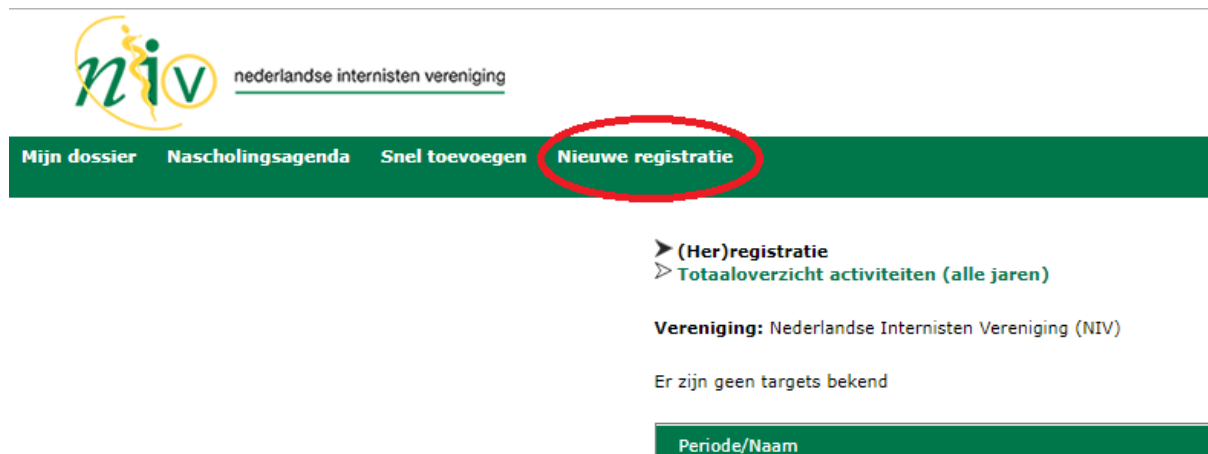 niv nederlandse internisten vereniging
Mijn dossier Nascholingsagenda Snel toevoegen Nieuwe registratie
(Her)registratie
Totaaloverzicht activiteiten (alle jaren)
Vereniging: Nederlandse Internisten Vereniging (NIV)
Er zijn geen targets bekend
Periode/Naam